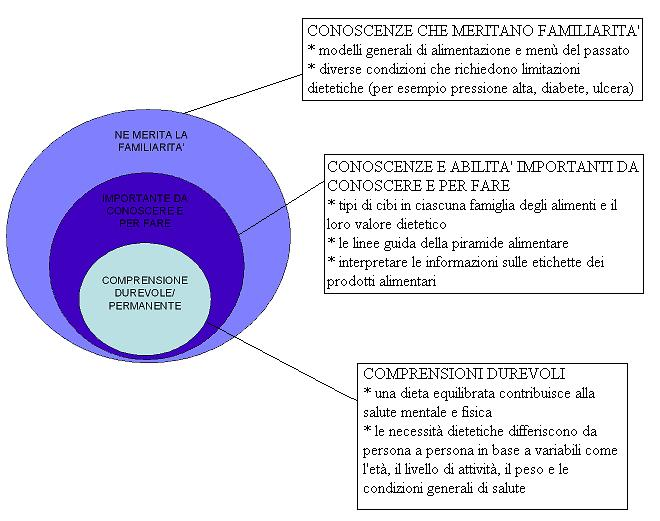 CONOSCENZE CHE MERITANO FAMILIARITA'
* modelli generali di alimentazione e menù del passato
* diverse condizioni che richiedono limitazioni
dietetiche (per esempio pressione alta, diabete, ulcera)
NE MERITA LA
FAMILIARITA'
IMPORTANTE DA
CONOSCERE E
PER FARE
COMPRENSIONE
DUREVOLE/
PERMANENTE
CONOSCENZE E ABILITA' IMPORTANTI DA
CONOSCERE E PER FARE
* tipi di cibi in ciascuna famiglia degli alimenti e il
loro valore dietetico
* le linee guida della piramide alimentare
* interpretare le informazioni sulle etichette dei
prodotti alimentari
COMPRENSIONI DUREVOLI
* una dieta equilibrata contribuisce alla
salute mentale e fisica
* le necessità dietetiche differiscono da
persona a persona in base a variabili come
l'età, il livello di attività, il peso e le
condizioni generali di salute